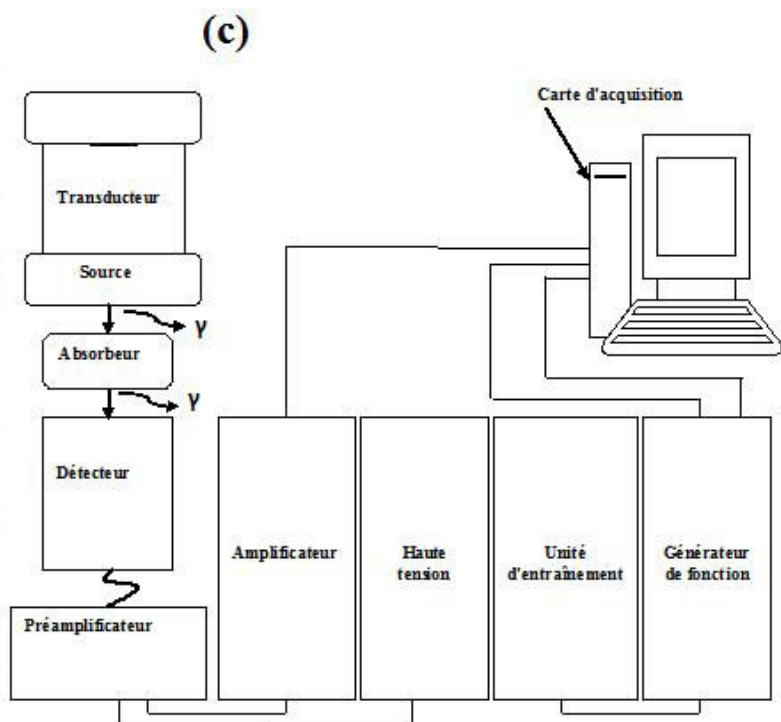 (c)
Carte d'acquisition
Transducteur
Source
γ
Absorbeur
γ
Détecteur
Amplificateur
Haute
tension
Unité
d'entraînement
Générateur
de fonction
Préamplificateur